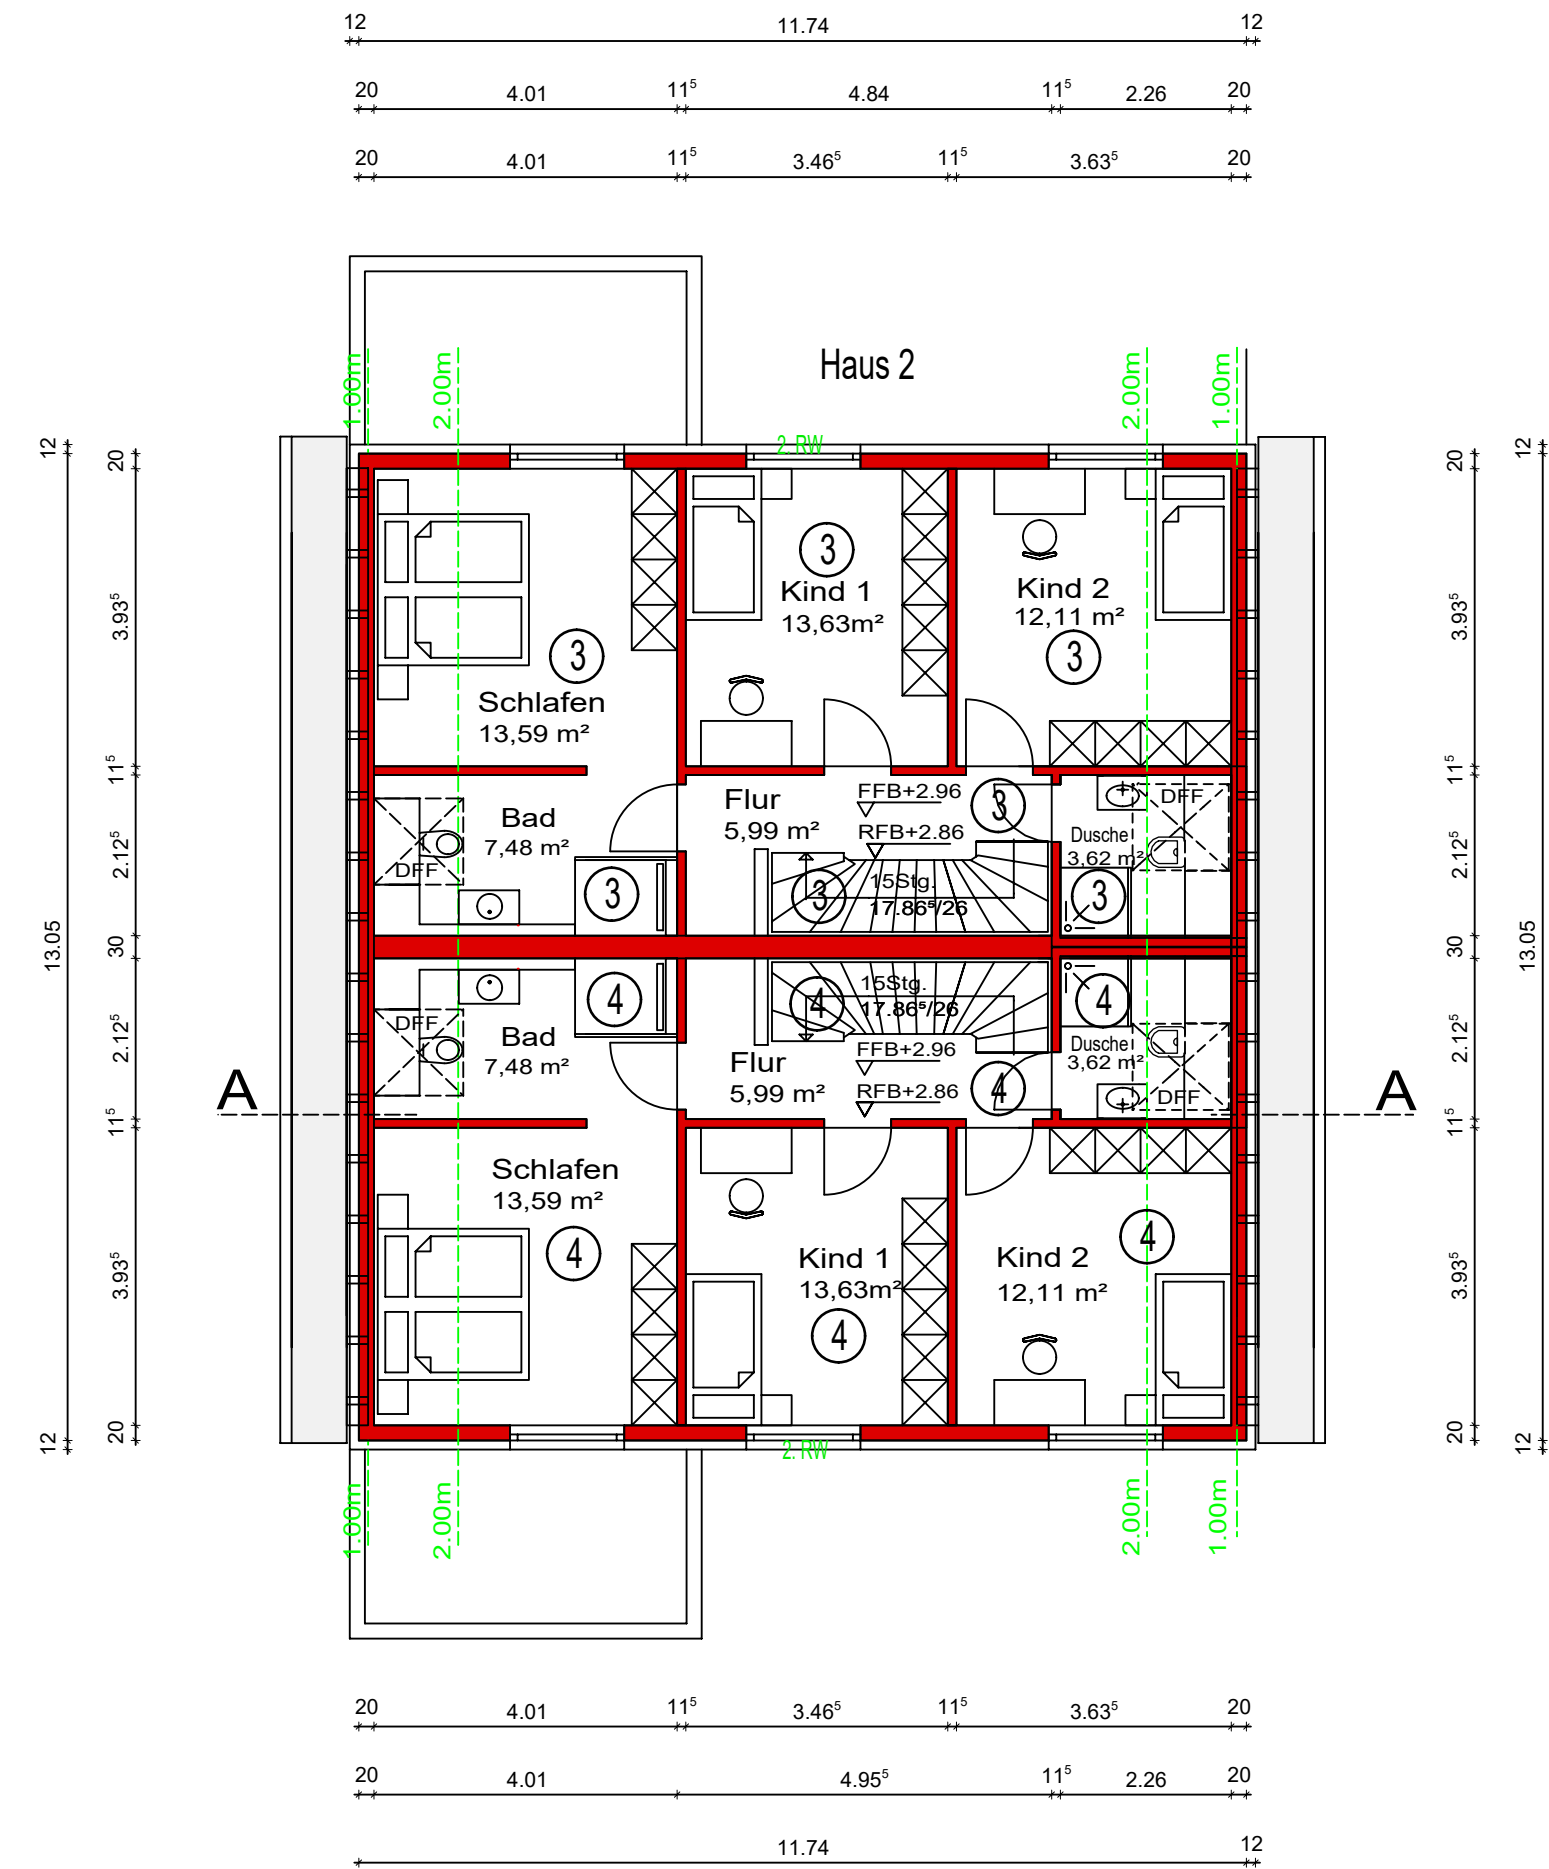 12 11.74 12
20 4.01 11⁵ 4.84 11⁵ 2.26 20
20 4.01 11⁵ 3.46⁵ 11⁵ 3.63⁵ 20
Haus 2
1.00m 2.00m 2.00m 1.00m
2. RW
12 20 20 12
3 3 3
Kind 1
13,63m²
Kind 2
12,11 m²
3.93⁵ 3.93⁵
Schlafen
13,59 m²
11⁵ 11⁵
Flur
5,99 m²
FFB+2.96
RFB+2.86
3
DFF
Bad
7,48 m²
Dusche
3,62 m²
2.12⁵ 2.12⁵
DFF
3 3 3
15Stg.
17.86⁵/26
13.05 30 30 13.05
4 4 4
15Stg.
17.86⁵/26
DFF
Bad
7,48 m²
2.12⁵ 2.12⁵
Dusche
3,62 m²
FFB+2.96
RFB+2.86
Flur
5,99 m²
4
DFF
A A
11⁵ 11⁵
Schlafen
13,59 m²
4 4
Kind 1
13,63m²
Kind 2
12,11 m²
3.93⁵ 3.93⁵
4
20 20
12 12
2. RW
1.00m 2.00m 2.00m 1.00m
20 4.01 11⁵ 3.46⁵ 11⁵ 3.63⁵ 20
20 4.01 4.95⁵ 11⁵ 2.26 20
11.74 12